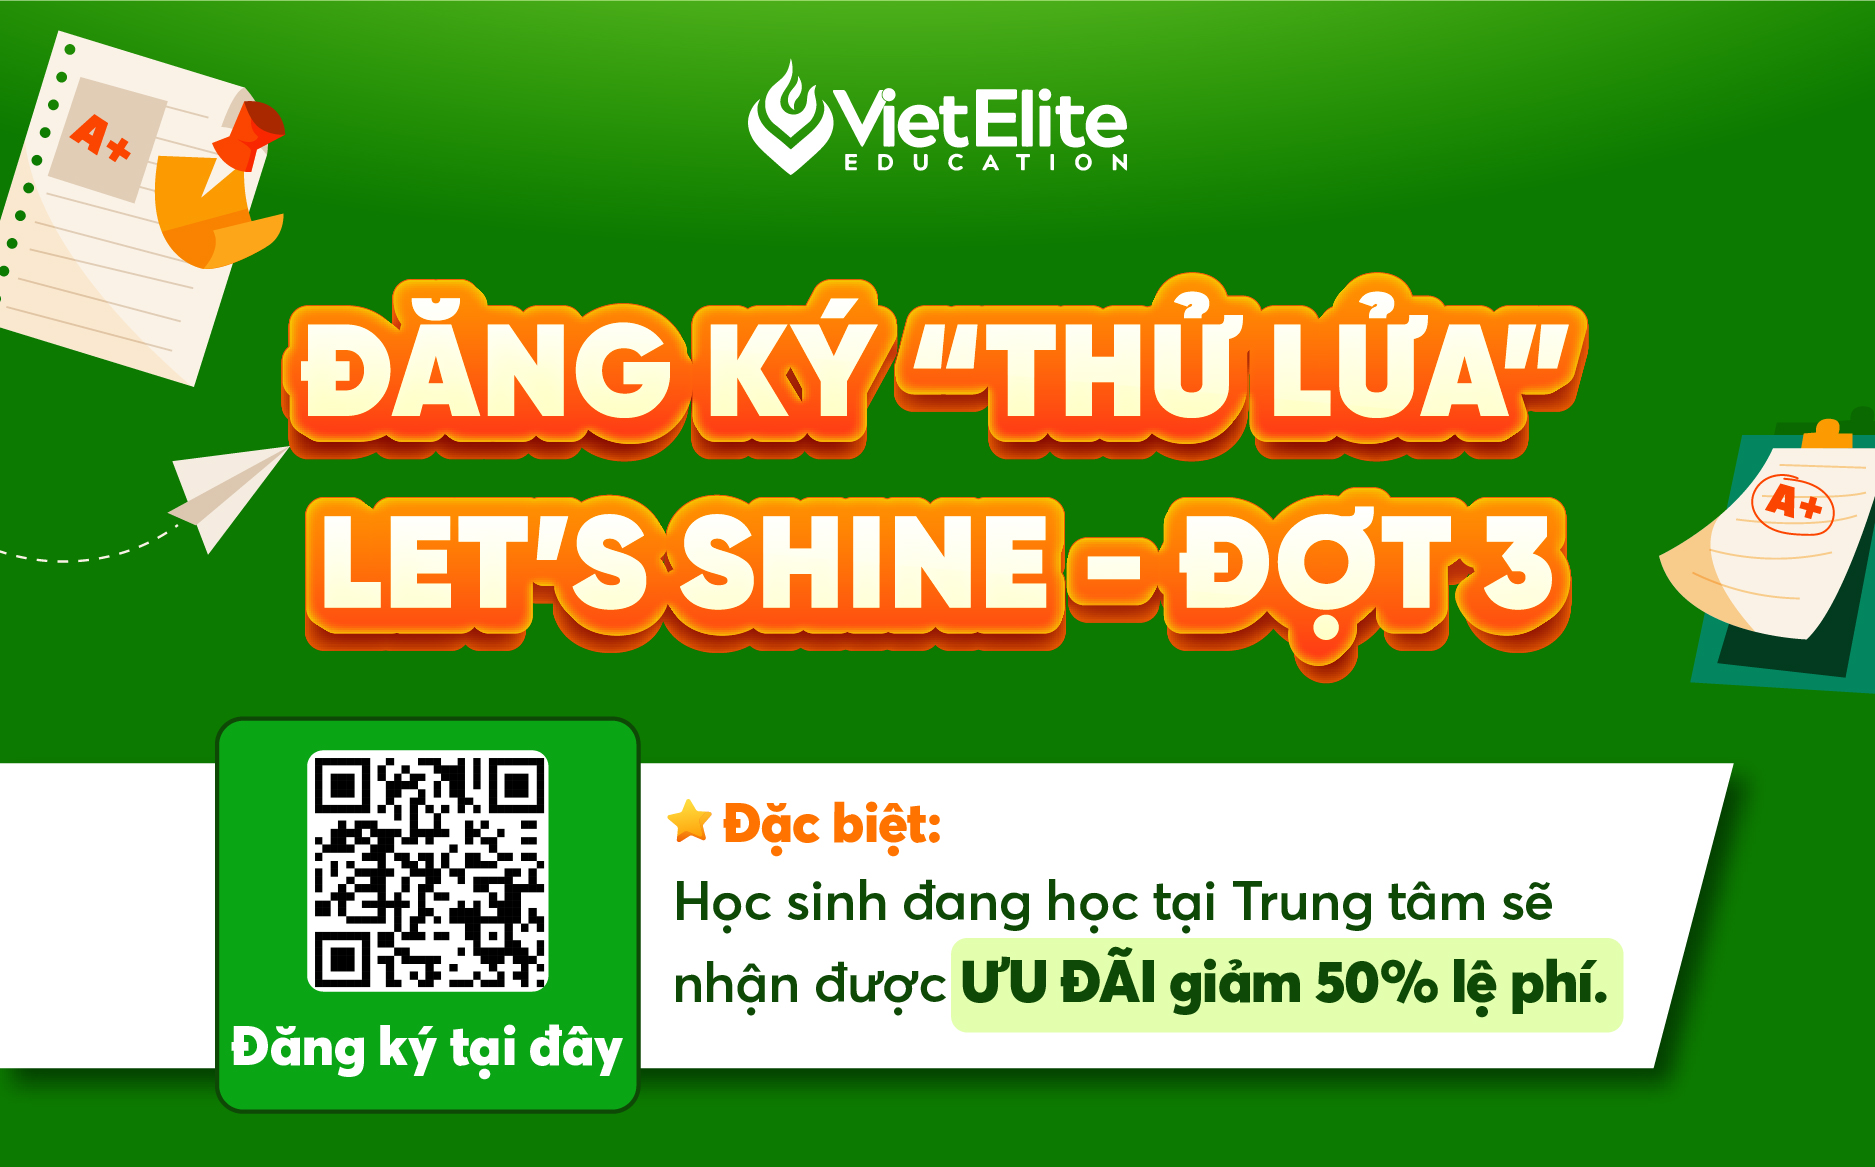 VietElite
EDUCATION
A+
ĐĂNG KÝ “THỬ LỬA”
LET’S SHINE – ĐỢT 3
A+
Đặc biệt:
Học sinh đang học tại Trung tâm sẽ
nhận được ƯU ĐÃI giảm 50% lệ phí.
Đăng ký tại đây